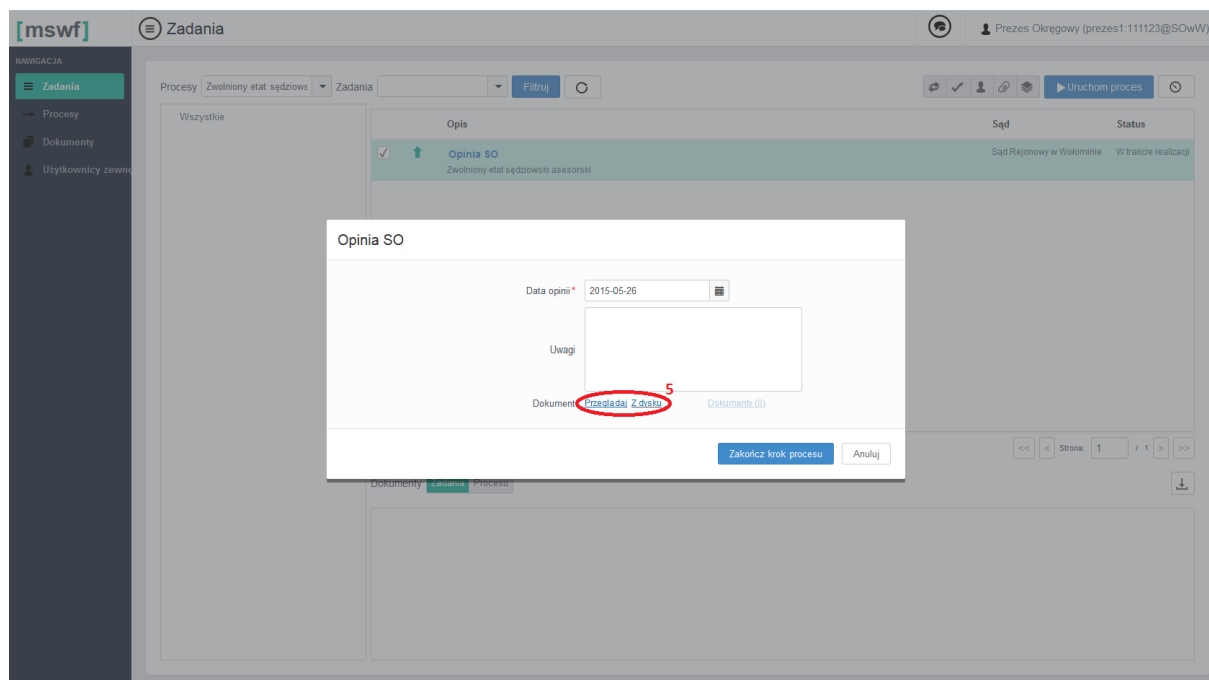 [mswf]
Zadania
Prezes Okręgowy (prezes1:111123@SOwW)
NAWIGACJA
Zadania
Procesy
Dokumenty
Użytkownicy zewnę
Procesy Zwolniony etat sędziows Zadania Filtruj Uruchom proces
Wszystkie
Opis Sąd Status
Opinia SO Sąd Rejonowy w Wołominie W trakcie realizacji
Zwolniony etat sędziowski asesorski
Opinia SO
Data opinii* 2015-05-26
Uwagi
5
Dokument Przeglądaj Z dysku Dokumenty (0)
Zakończ krok procesu Anuluj
<< < Strona: 1 / 1 > >>
Dokumenty Zadania Procesu